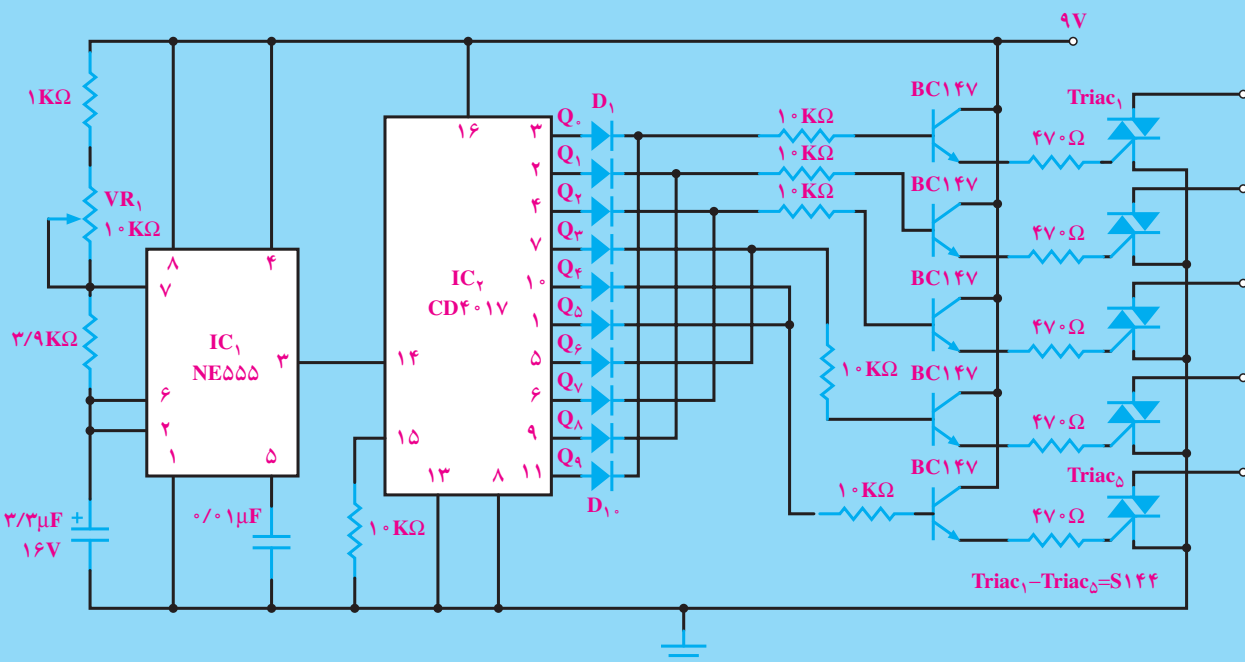 ۹V
۱KΩ
VR۱
۱۰KΩ
۳/۹KΩ
۳/۳μF +
۱۶V
۸
۴
۷
IC۱
NE۵۵۵
۳
۶
۲
۱
۵
۰/۰۱μF
۱۶
IC۲
CD۴۰۱۷
۱۴
۱۵
۱۳
۸
۳
۲
۴
۷
۱۰
۱
۵
۶
۹
۱۱
۱۰KΩ
Q۰
Q۱
Q۲
Q۳
Q۴
Q۵
Q۶
Q۷
Q۸
Q۹
D۱
D۱۰
۱۰KΩ
۱۰KΩ
۱۰KΩ
۱۰KΩ
۱۰KΩ
BC۱۴۷
BC۱۴۷
BC۱۴۷
BC۱۴۷
BC۱۴۷
۴۷۰Ω
۴۷۰Ω
۴۷۰Ω
۴۷۰Ω
۴۷۰Ω
Triac۱
Triac۵
Triac۱–Triac۵=S۱۴۴